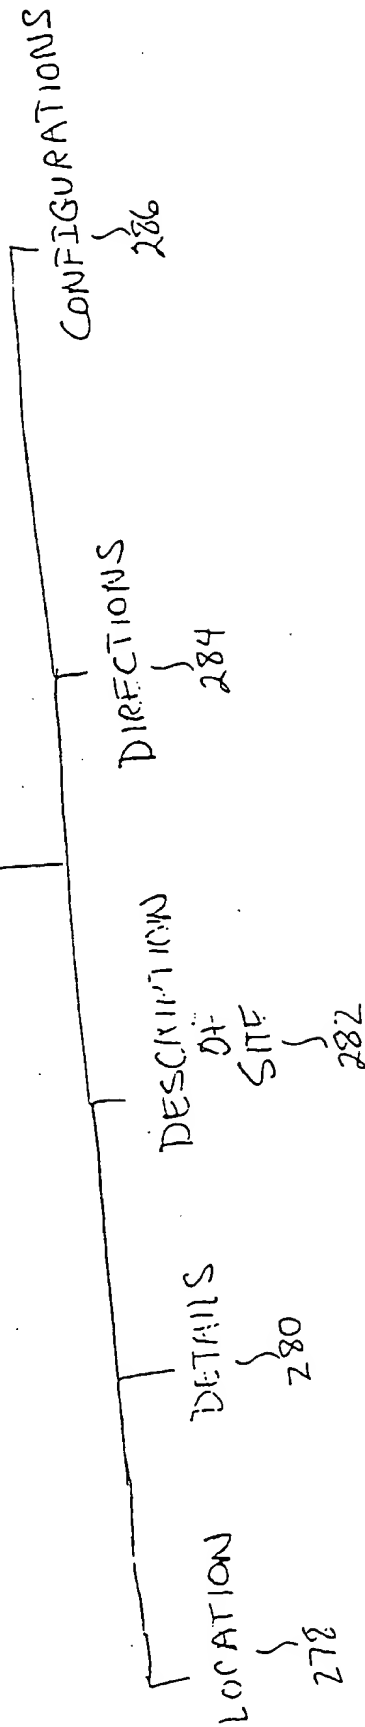 LOCATION
278
DETAILS
280
DESCRIPTION
OF
SITE
282
DIRECTIONS
284
CONFIGURATIONS
286